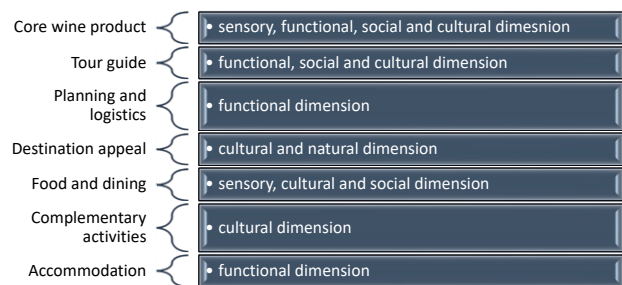 Core wine product
• sensory, functional, social and cultural dimesnion
Tour guide
• functional, social and cultural dimension
Planning and
logistics
• functional dimension
Destination appeal
• cultural and natural dimension
Food and dining
• sensory, cultural and social dimension
Complementary
activities
• cultural dimension
Accommodation
• functional dimension